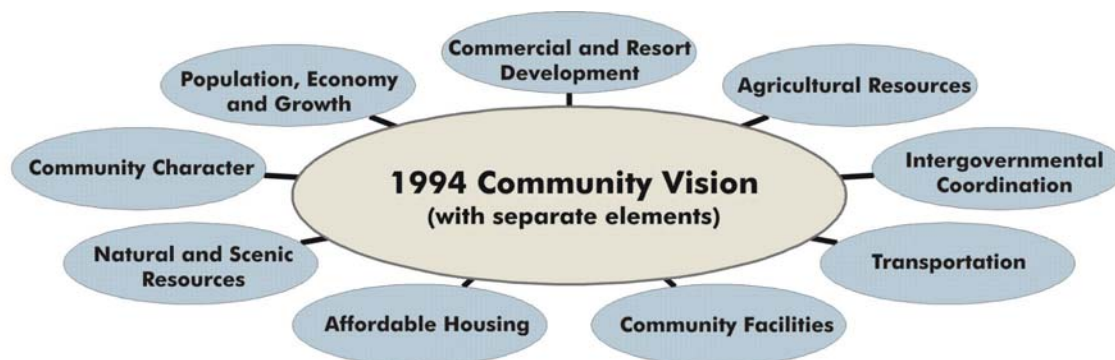 Commercial and Resort
Development
Population, Economy
and Growth
Agricultural Resources
Community Character
1994 Community Vision
(with separate elements)
Intergovernmental
Coordination
Natural and Scenic
Resources
Transportation
Affordable Housing
Community Facilities